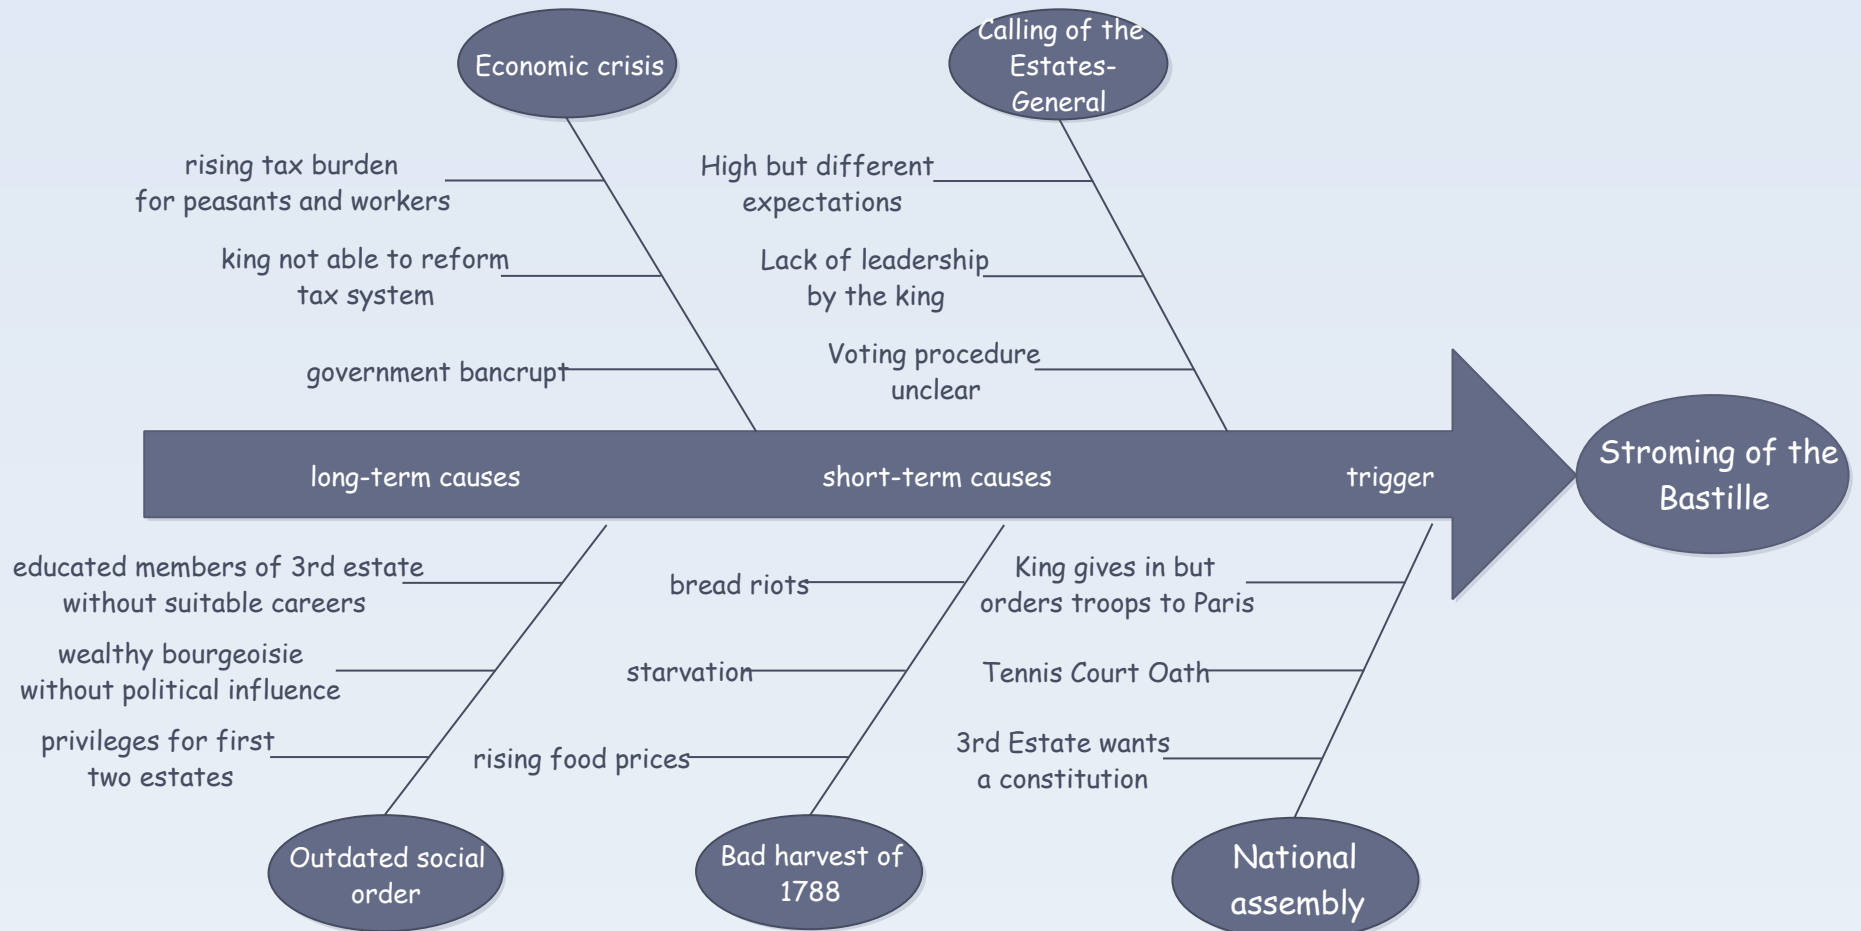 Economic crisis
rising tax burden
for peasants and workers
king not able to reform
tax system
government bancrupt
Calling of the
Estates-
General
High but different
expectations
Lack of leadership
by the king
Voting procedure
unclear
long-term causes
short-term causes
trigger
Stroming of the
Bastille
educated members of 3rd estate
without suitable careers
wealthy bourgeoisie
without political influence
privileges for first
two estates
Outdated social
order
bread riots
starvation
rising food prices
Bad harvest of
1788
King gives in but
orders troops to Paris
Tennis Court Oath
3rd Estate wants
a constitution
National
assembly